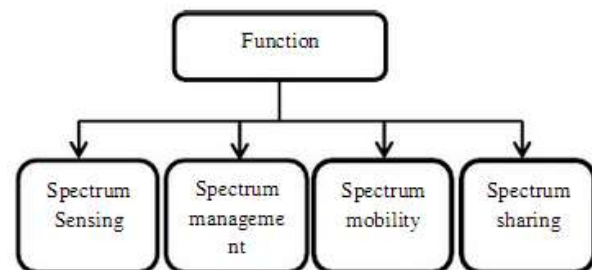 Function
Spectrum
Sensing
Spectrum
manageme
nt
Spectrum
mobility
Spectrum
sharing